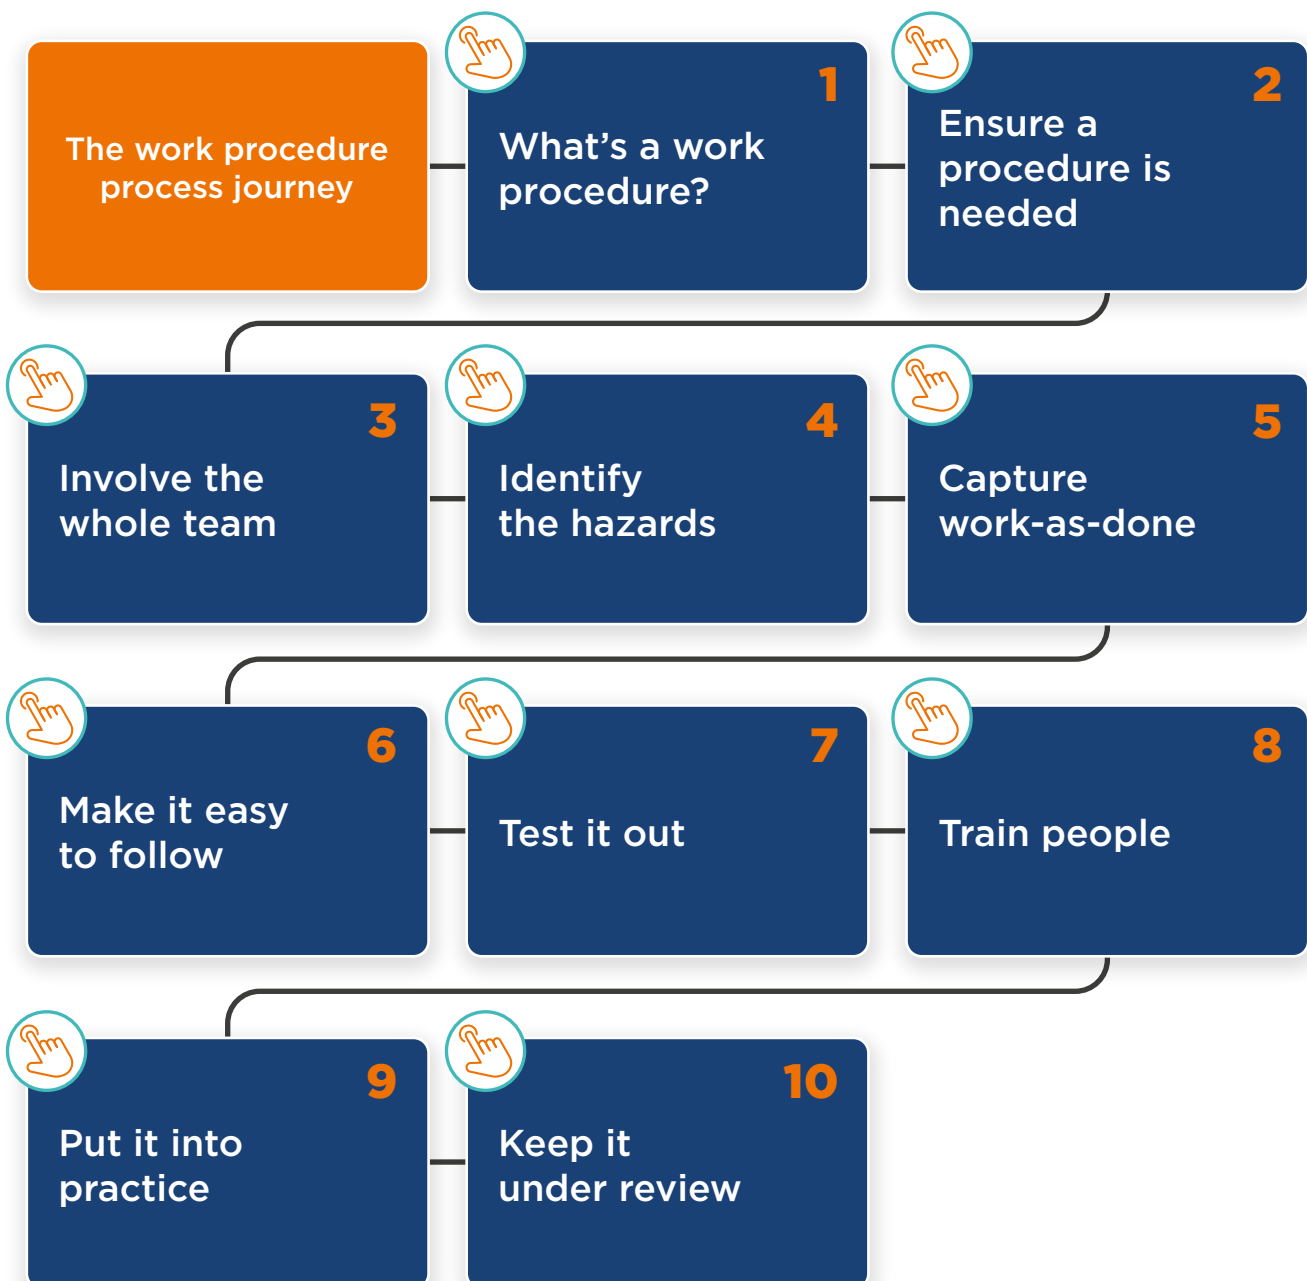 The work procedure
process journey
1
What's a work
procedure?
2
Ensure a
procedure is
needed
3
Involve the
whole team
4
Identify
the hazards
5
Capture
work-as-done
6
Make it easy
to follow
7
Test it out
8
Train people
9
Put it into
practice
10
Keep it
under review